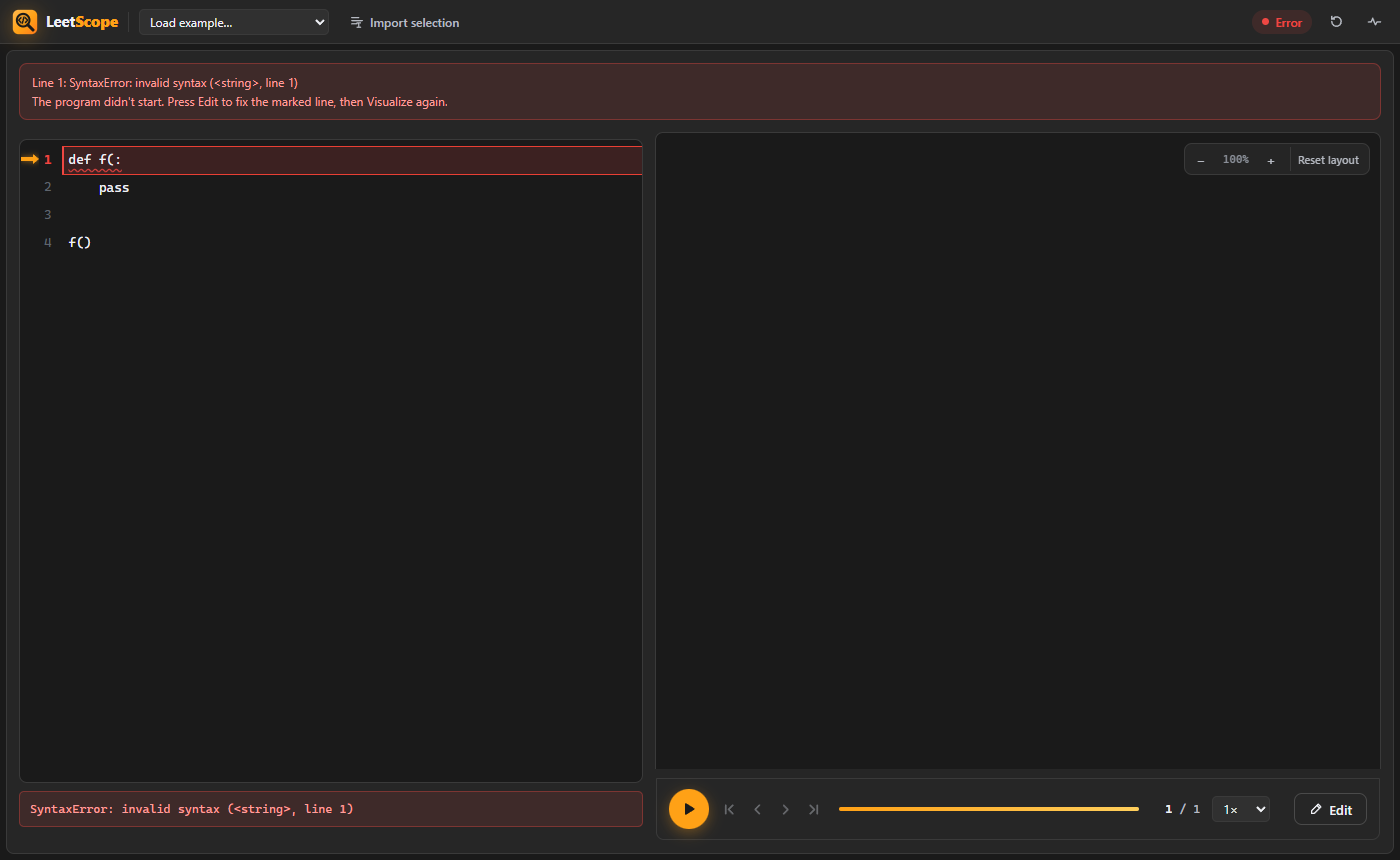 LeetScope
Load example...
Import selection
Error
Line 1: SyntaxError: invalid syntax (<string>, line 1)
The program didn't start. Press Edit to fix the marked line, then Visualize again.
1 def f(:
2     pass
3
4 f()
− 100% +
Reset layout
SyntaxError: invalid syntax (<string>, line 1)
1 / 1
1×
Edit